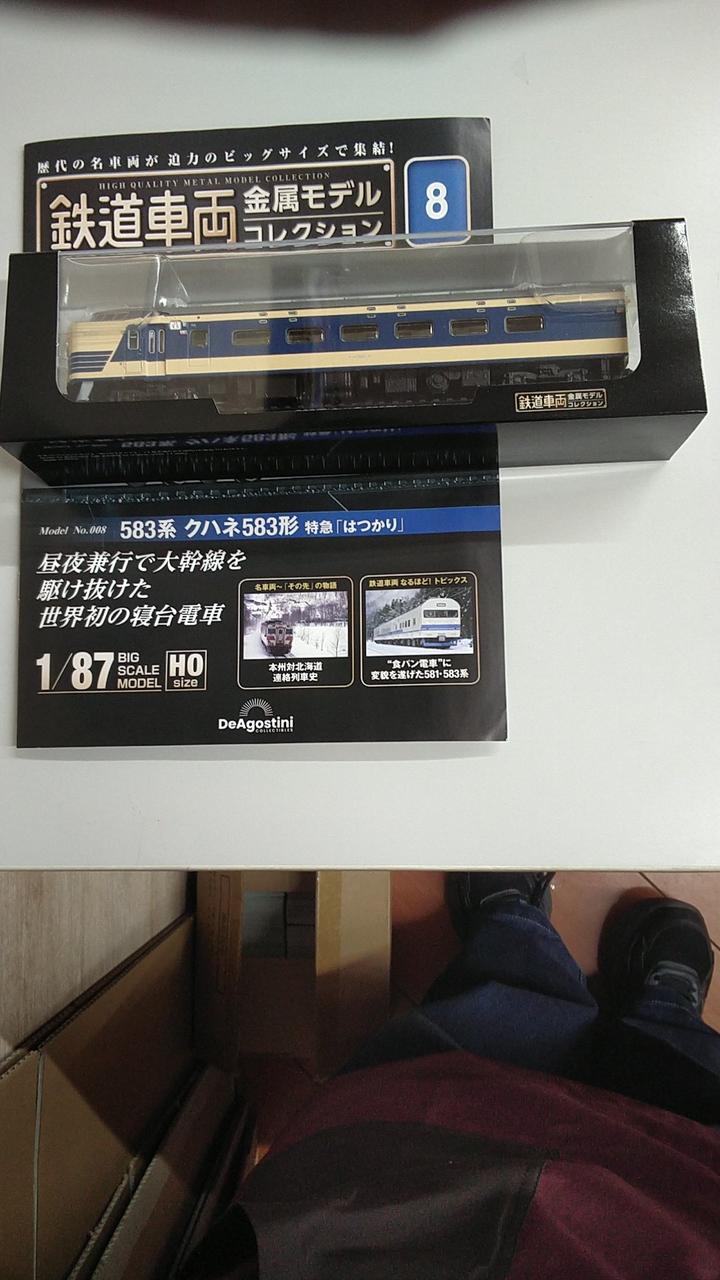 歴代の名車両が迫力のビッグサイズで集結!
HIGH QUALITY METAL MODEL COLLECTION
鉄道車両 金属モデル
コレクション
8
鉄道車両 金属モデル
コレクション
Model No.008 583系 クハネ583形 特急「はつかり」
昼夜兼行で大幹線を
駆け抜けた
世界初の寝台電車
1/87 BIG
SCALE
MODEL
HO
size
名車両〜「その先」の物語
本州対北海道
連絡列車史
鉄道車両 なるほど! トピックス
“食パン電車”に
変貌を遂げた581・583系
DeAGOSTINI
COLLECTIBLES